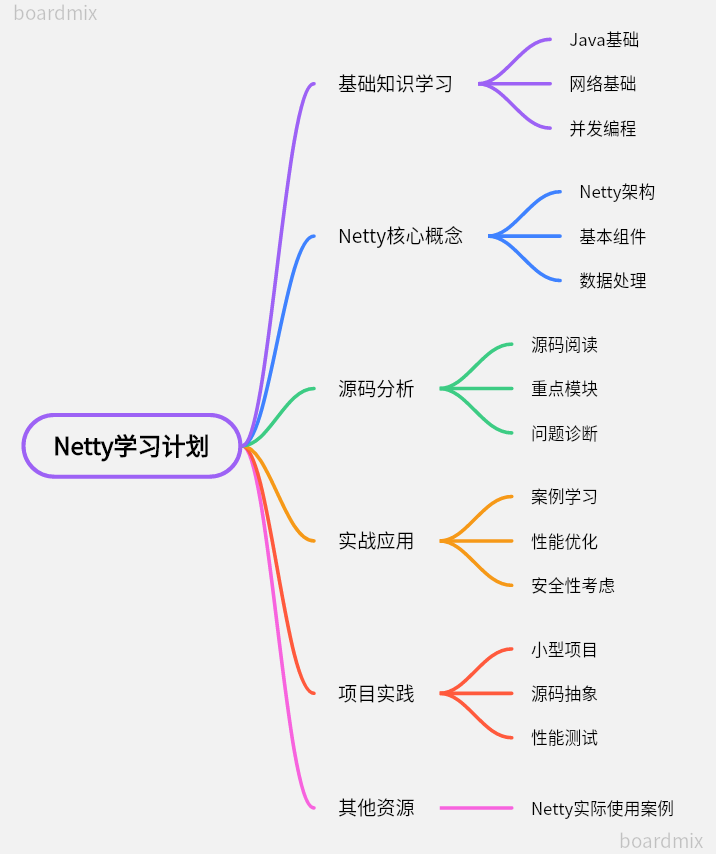 boardmix
Netty学习计划
基础知识学习
Java基础
网络基础
并发编程
Netty核心概念
Netty架构
基本组件
数据处理
源码分析
源码阅读
重点模块
问题诊断
实战应用
案例学习
性能优化
安全性考虑
项目实践
小型项目
源码抽象
性能测试
其他资源
Netty实际使用案例
boardmix